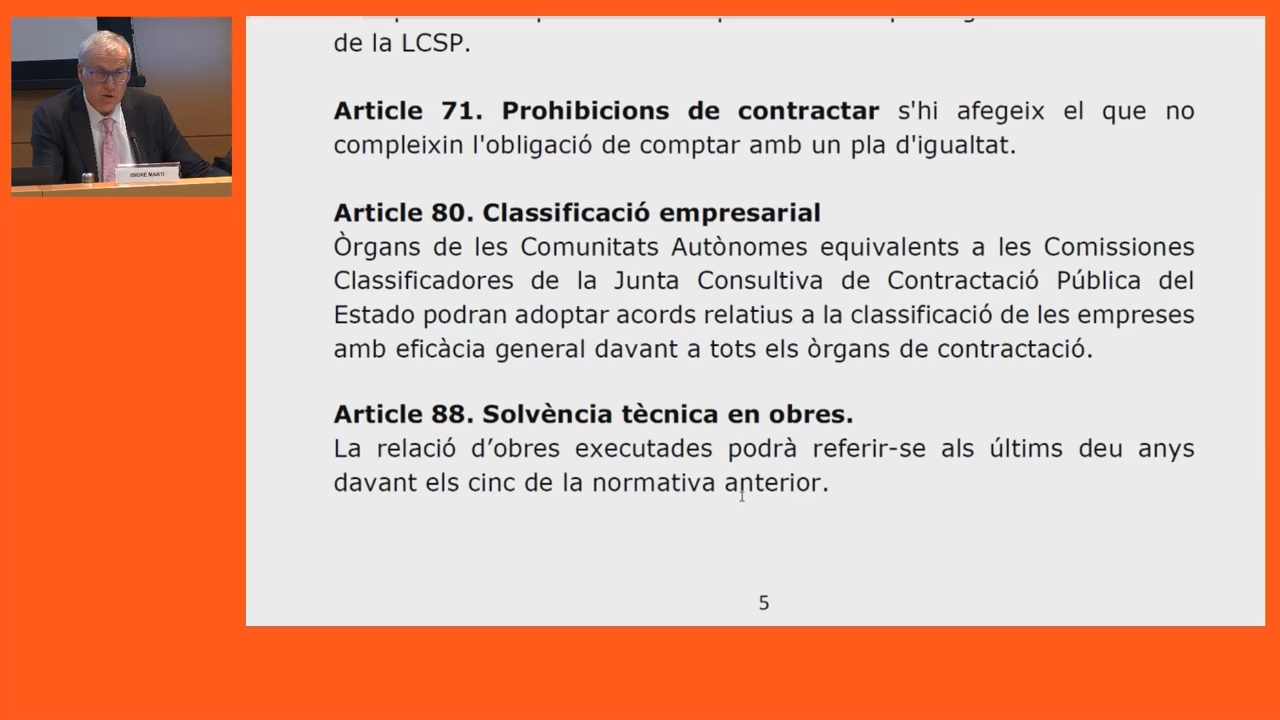 ISIDRE MARTÍ
de la LCSP.
Article 71. Prohibicions de contractar s'hi afegeix el que no
compleixin l'obligació de comptar amb un pla d'igualtat.
Article 80. Classificació empresarial
Òrgans de les Comunitats Autònomes equivalents a les Comissiones
Classificadores de la Junta Consultiva de Contractació Pública del
Estado podran adoptar acords relatius a la classificació de les empreses
amb eficàcia general davant a tots els òrgans de contractació.
Article 88. Solvència tècnica en obres.
La relació d’obres executades podrà referir-se als últims deu anys
davant els cinc de la normativa anterior.
5